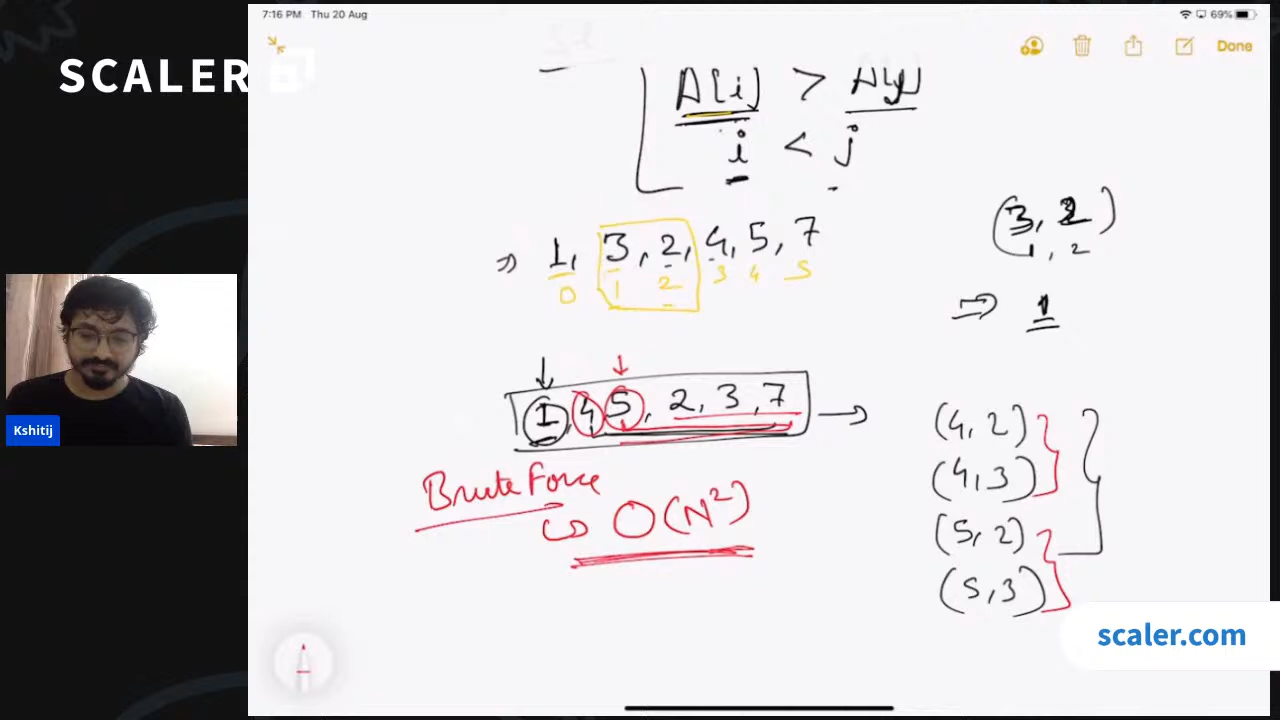 7:16 PM Thu 20 Aug
69%
Done
SCALER
A[i] > A[j]
i < j
⇒ 1, 3, 2, 4, 5, 7
0 1 2 3 4 5
(3, 2)
1, 2
⇒ 1
1, 4, 5, 2, 3, 7 →
Brute Force
↪ O(N²)
(4, 2)
(4, 3)
(5, 2)
(5, 3)
Kshitij
scaler.com